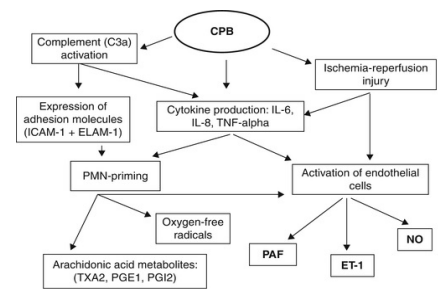 CPB
Complement (C3a)
activation
Ischemia-reperfusion
injury
Expression of
adhesion molecules
(ICAM-1 + ELAM-1)
Cytokine production: IL-6,
IL-8, TNF-alpha
PMN-priming
Activation of endothelial
cells
Oxygen-free
radicals
NO
PAF
ET-1
Arachidonic acid metabolites:
(TXA2, PGE1, PGI2)